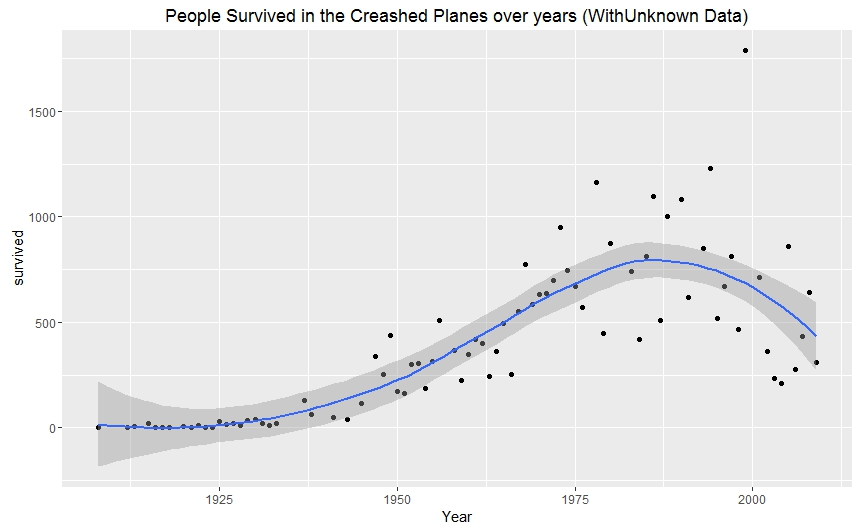 People Survived in the Creashed Planes over years (WithUnknown Data)
survived
1500
1000
500
0
1925 1950 1975 2000
Year